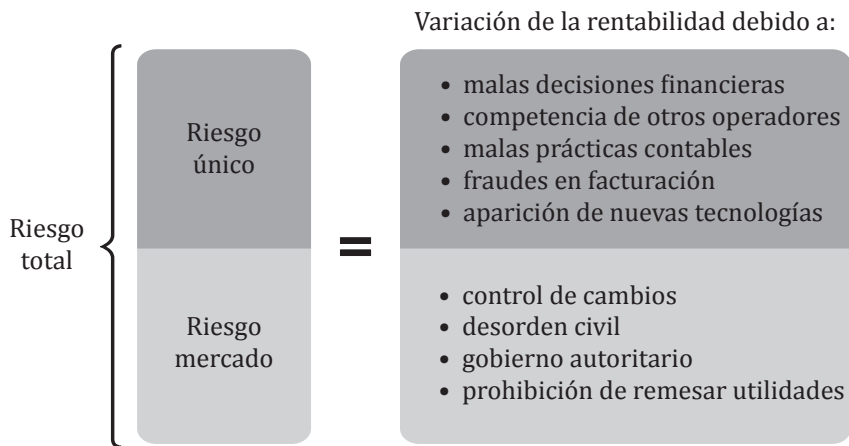 Variación de la rentabilidad debido a:
Riesgo
total
Riesgo
único
Riesgo
mercado
=
• malas decisiones financieras
• competencia de otros operadores
• malas prácticas contables
• fraudes en facturación
• aparición de nuevas tecnologías
• control de cambios
• desorden civil
• gobierno autoritario
• prohibición de remesar utilidades